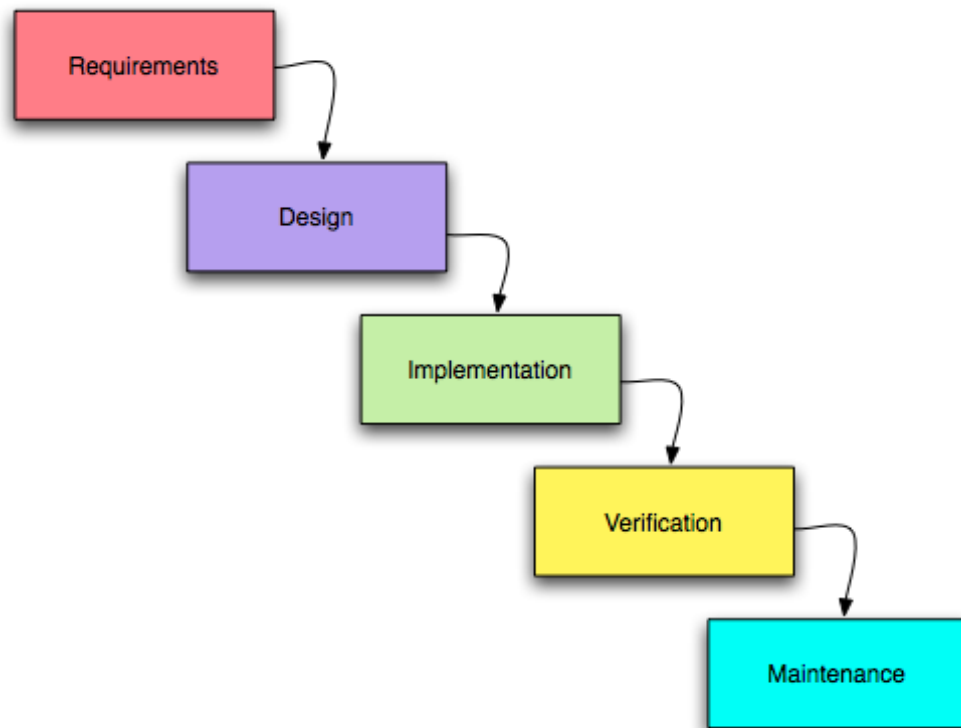 Requirements
Design
Implementation
Verification
Maintenance